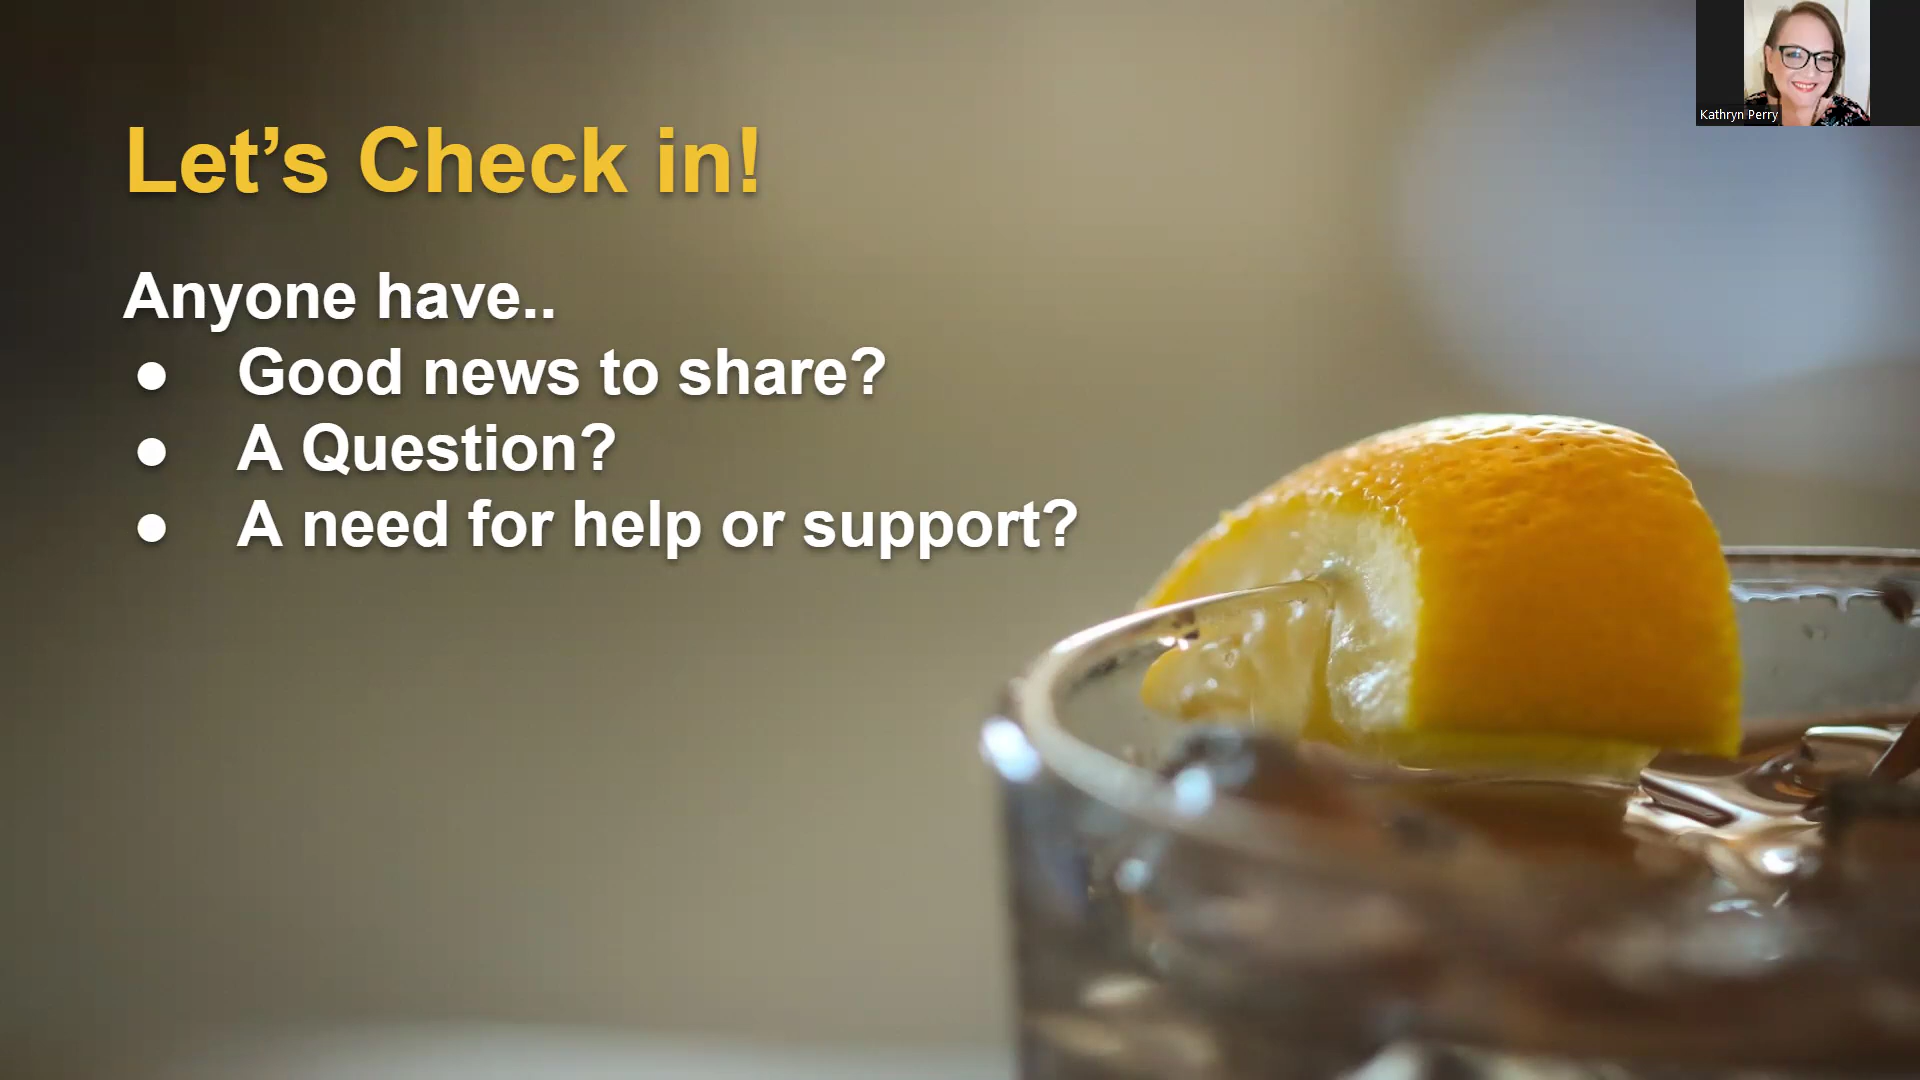 Kathryn Perry
Let’s Check in!
Anyone have..
● Good news to share?
● A Question?
● A need for help or support?